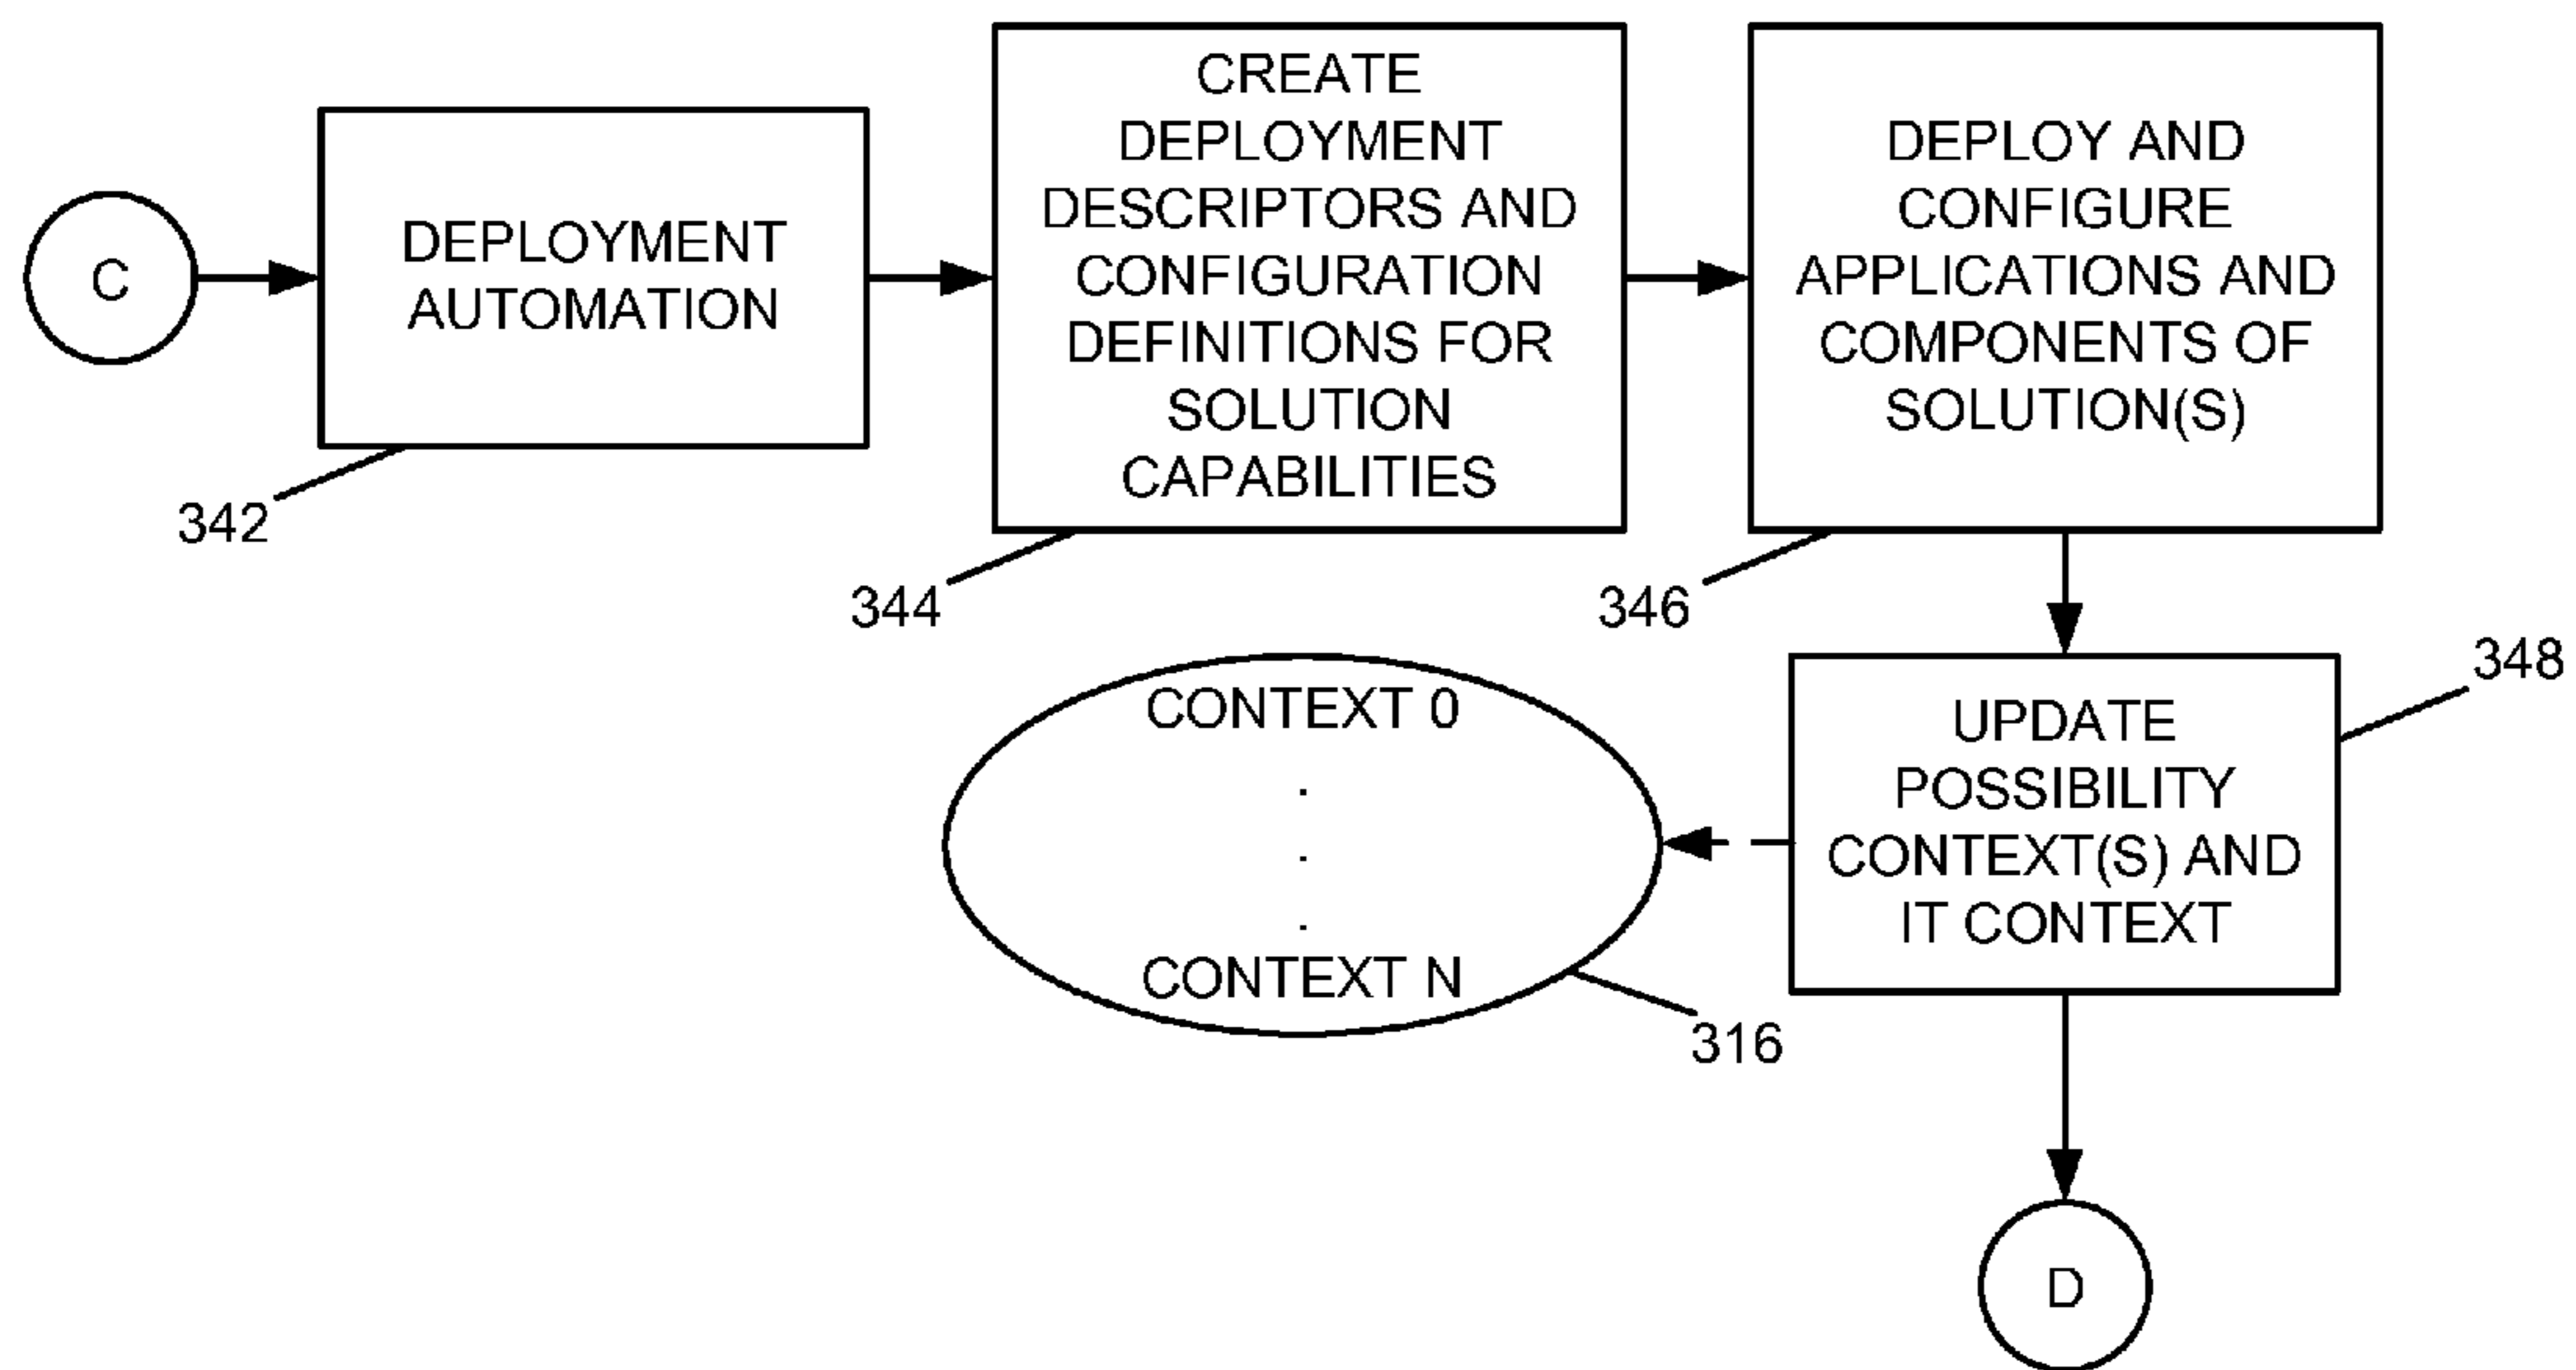 C
DEPLOYMENT
AUTOMATION
342
CREATE
DEPLOYMENT
DESCRIPTORS AND
CONFIGURATION
DEFINITIONS FOR
SOLUTION
CAPABILITIES
344
DEPLOY AND
CONFIGURE
APPLICATIONS AND
COMPONENTS OF
SOLUTION(S)
346
UPDATE
POSSIBILITY
CONTEXT(S) AND
IT CONTEXT
348
CONTEXT 0
.
.
.
CONTEXT N
316
D